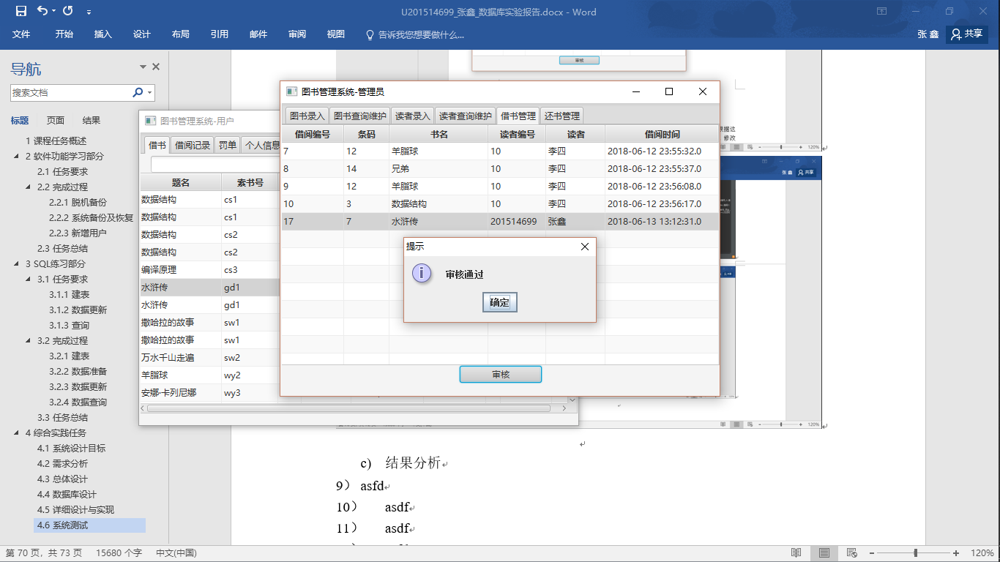 U201514699_张鑫_数据库实验报告.docx - Word
文件 开始 插入 设计 布局 引用 邮件 审阅 视图 告诉我您想要做什么... 张 鑫 共享
导航
搜索文档
标题 页面 结果
1 课程任务概述
2 软件功能学习部分
2.1 任务要求
2.2 完成过程
2.2.1 脱机备份
2.2.2 系统备份及恢复
2.2.3 新增用户
2.3 任务总结
3 SQL练习部分
3.1 任务要求
3.1.1 建表
3.1.2 数据更新
3.1.3 查询
3.2 完成过程
3.2.1 建表
3.2.2 数据准备
3.2.3 数据更新
3.2.4 数据查询
3.3 任务总结
4 综合实践任务
4.1 系统设计目标
4.2 需求分析
4.3 总体设计
4.4 数据库设计
4.5 详细设计与实现
4.6 系统测试
图书管理系统-用户
借书 借阅记录 罚单 个人信息
题名 索书号
数据结构 cs1
数据结构 cs1
数据结构 cs2
数据结构 cs2
编译原理 cs3
水浒传 gd1
水浒传 gd1
撒哈拉的故事 sw1
撒哈拉的故事 sw1
万水千山走遍 sw2
羊脂球 wy2
安娜·卡列尼娜 wy3
审核
图书管理系统-管理员
图书录入 图书查询维护 读者录入 读者查询维护 借书管理 还书管理
借阅编号 条码 书名 读者编号 读者 借阅时间
7 12 羊脂球 10 李四 2018-06-12 23:55:32.0
8 14 兄弟 10 李四 2018-06-12 23:55:37.0
9 12 羊脂球 10 李四 2018-06-12 23:56:08.0
10 3 数据结构 10 李四 2018-06-12 23:56:17.0
17 7 水浒传 201514699 张鑫 2018-06-13 13:12:31.0
提示
审核通过
确定
审核
根据这
修改
120%
张 鑫 共享
120%
c) 结果分析
9） asfd
10） asdf
11） asdf
第 70 页，共 73 页 15680 个字 中文(中国) 120%